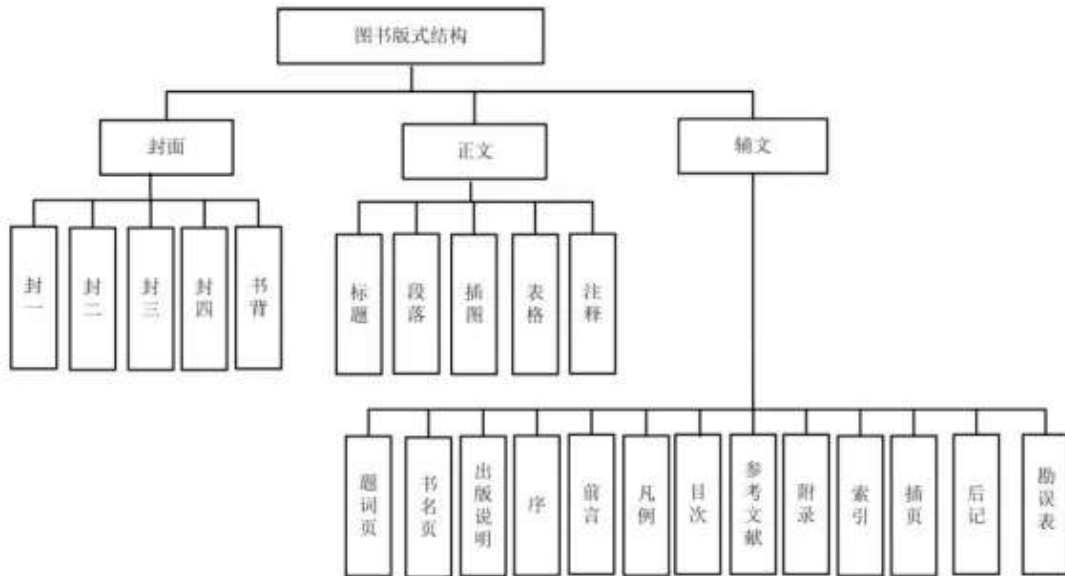 图书版式结构
封面
正文
辅文
封一
封二
封三
封四
书背
标题
段落
插图
表格
注释
题词页
书名页
出版说明
序
前言
凡例
目次
参考文献
附录
索引
插页
后记
勘误表